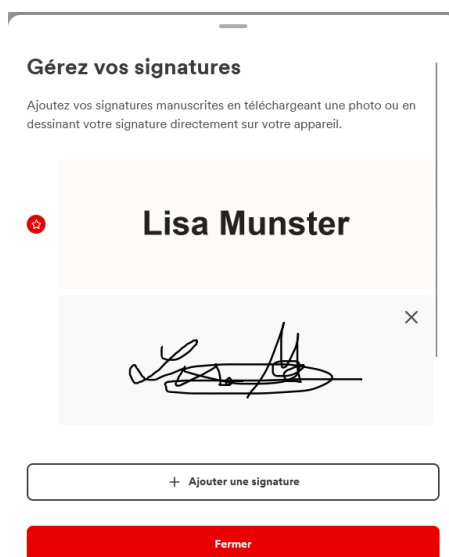 Gérez vos signatures
Ajoutez vos signatures manuscrites en téléchargeant une photo ou en
dessinant votre signature directement sur votre appareil.
Lisa Munster
+ Ajouter une signature
Fermer